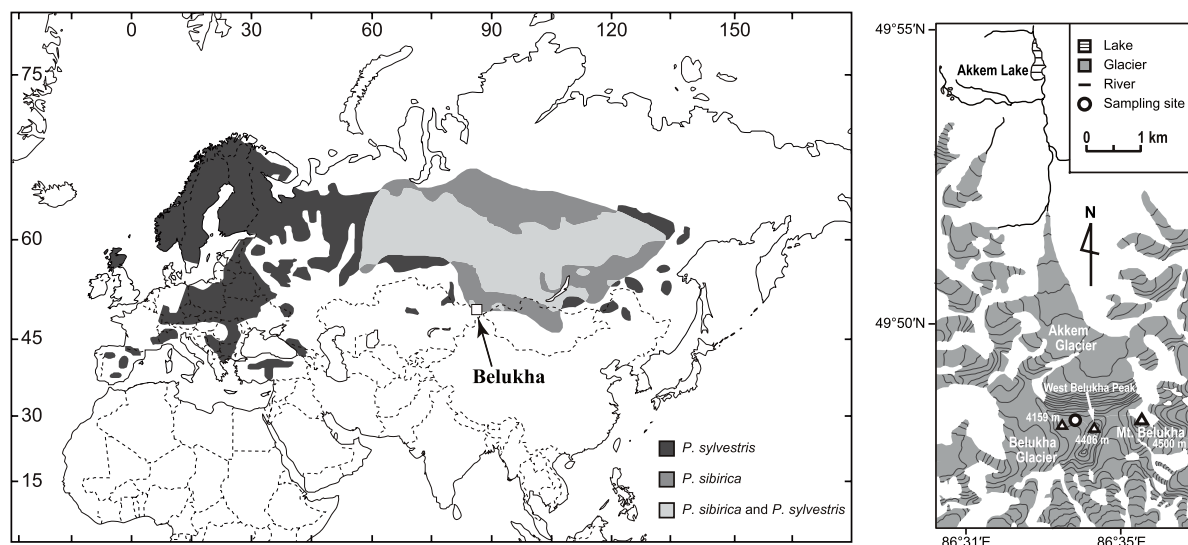 0 30 60 90 120 150
75
60
45
30
15
Belukha
P. sylvestris
P. sibirica
P. sibirica and P. sylvestris
49°55′N
49°50′N
Akkem Lake
Lake
Glacier
River
Sampling site
0 1 km
N
Akkem
Glacier
West Belukha Peak
4159 m
4406 m
Mt. Belukha
4500 m
Belukha
Glacier
86°31′E 86°35′E